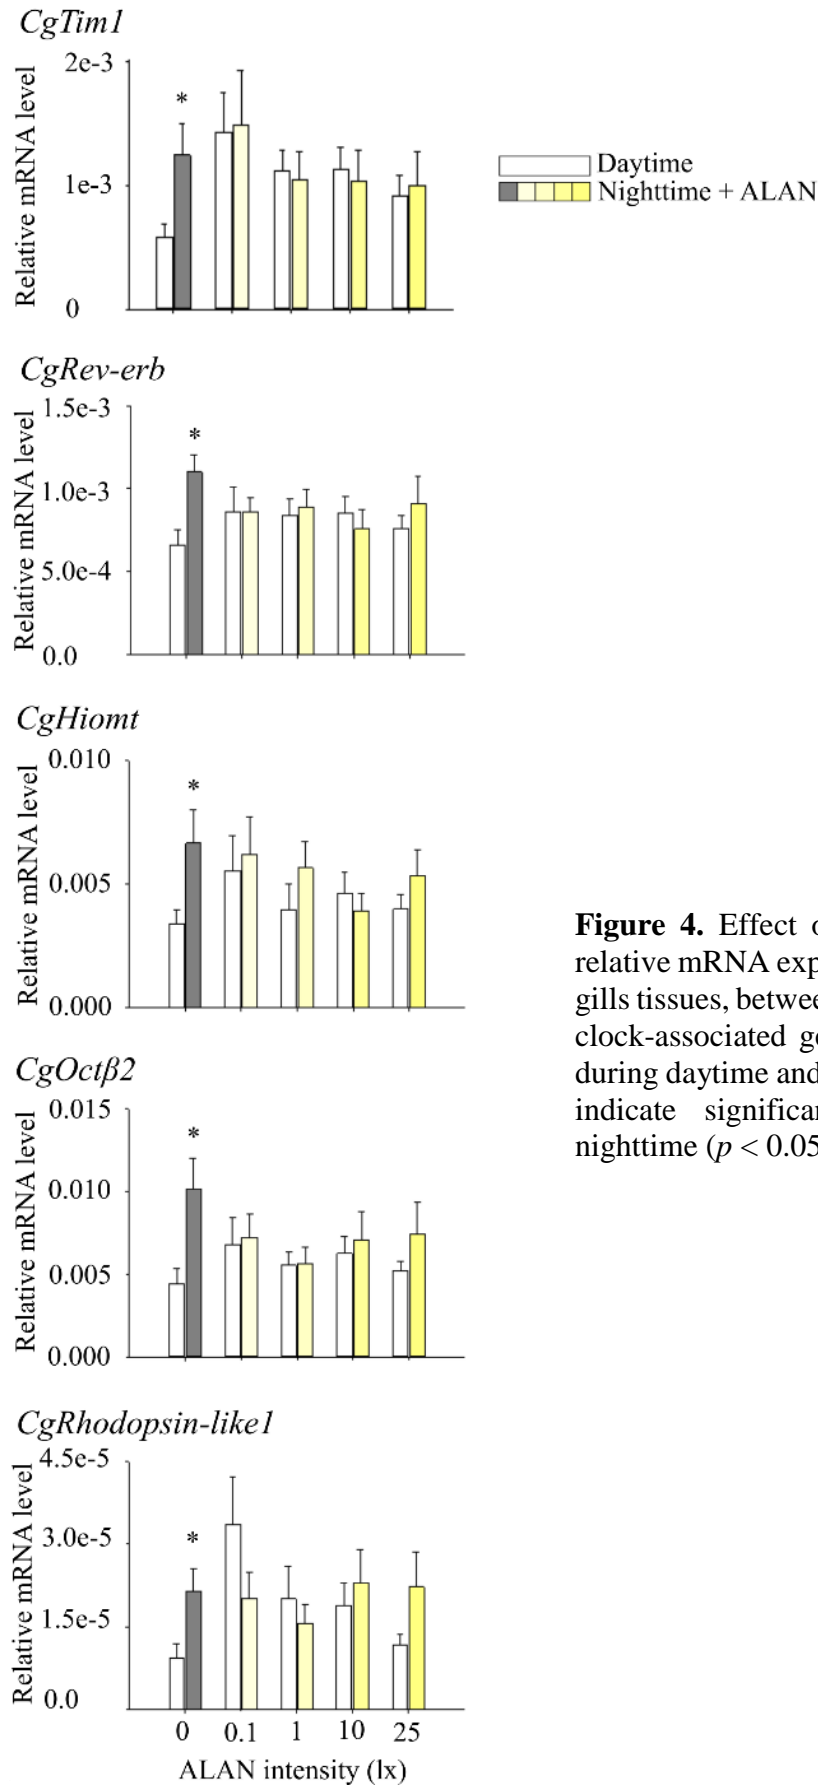 CgTim1
Relative mRNA level
2e-3
1e-3
0
*
Daytime
Nighttime + ALAN
CgRev-erb
Relative mRNA level
1.5e-3
1.0e-3
5.0e-4
0.0
*
CgHiomt
Relative mRNA level
0.010
0.005
0.000
*
CgOctβ2
Relative mRNA level
0.015
0.010
0.005
0.000
*
CgRhodopsin-like1
Relative mRNA level
4.5e-5
3.0e-5
1.5e-5
0.0
*
0 0.1 1 10 25
ALAN intensity (lx)
Figure 4. Effect
relative mRNA
gills tissues,
clock-associated
during daytime and
indicate
nighttime (p < 0.05